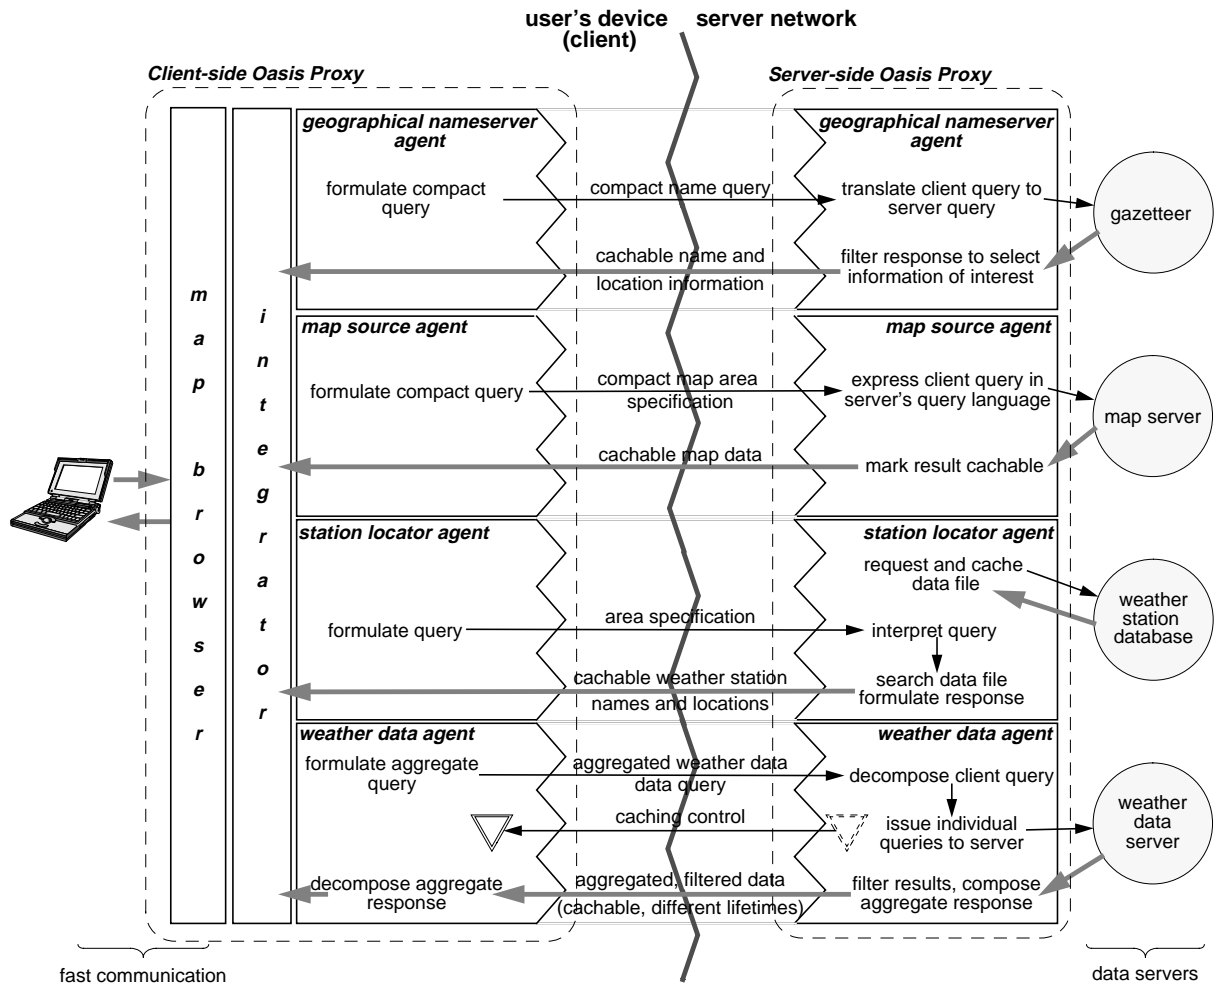 user's device
(client)
server network
Client-side Oasis Proxy
Server-side Oasis Proxy
map browser
integrator
geographical nameserver
agent
formulate compact
query
compact name query
geographical nameserver
agent
translate client query to
server query
gazetteer
cachable name and
location information
filter response to select
information of interest
map source agent
formulate compact query
compact map area
specification
map source agent
express client query in
server's query language
map server
cachable map data
mark result cachable
station locator agent
formulate query
area specification
station locator agent
request and cache
data file
interpret query
search data file
formulate response
weather
station
database
cachable weather station
names and locations
weather data agent
formulate aggregate
query
aggregated weather data
data query
weather data agent
decompose client query
caching control
issue individual
queries to server
weather
data
server
decompose aggregate
response
aggregated, filtered data
(cachable, different lifetimes)
filter results, compose
aggregate response
fast communication
data servers